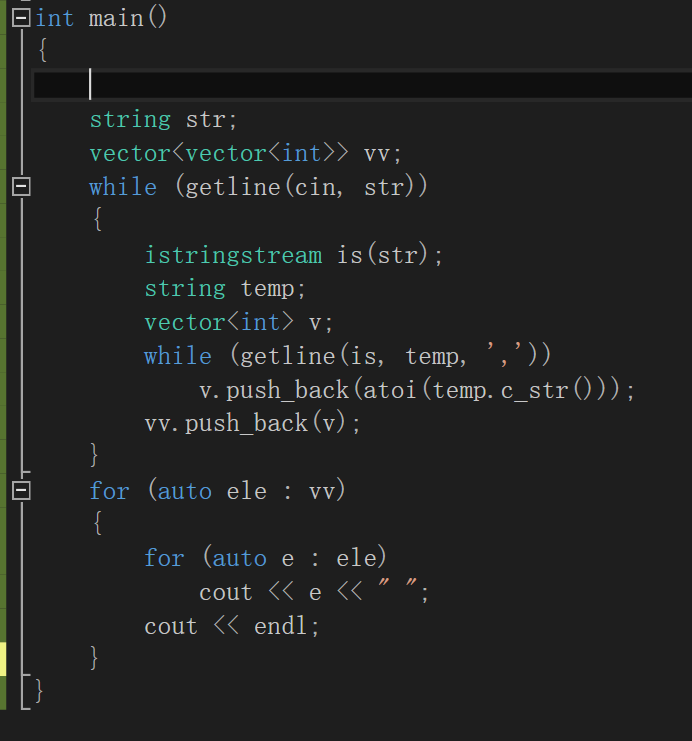 int main()
{
    string str;
    vector<vector<int>> vv;
    while (getline(cin, str))
    {
        istringstream is(str);
        string temp;
        vector<int> v;
        while (getline(is, temp, ','))
            v.push_back(atoi(temp.c_str()));
        vv.push_back(v);
    }
    for (auto ele : vv)
    {
        for (auto e : ele)
            cout << e << " ";
        cout << endl;
    }
}